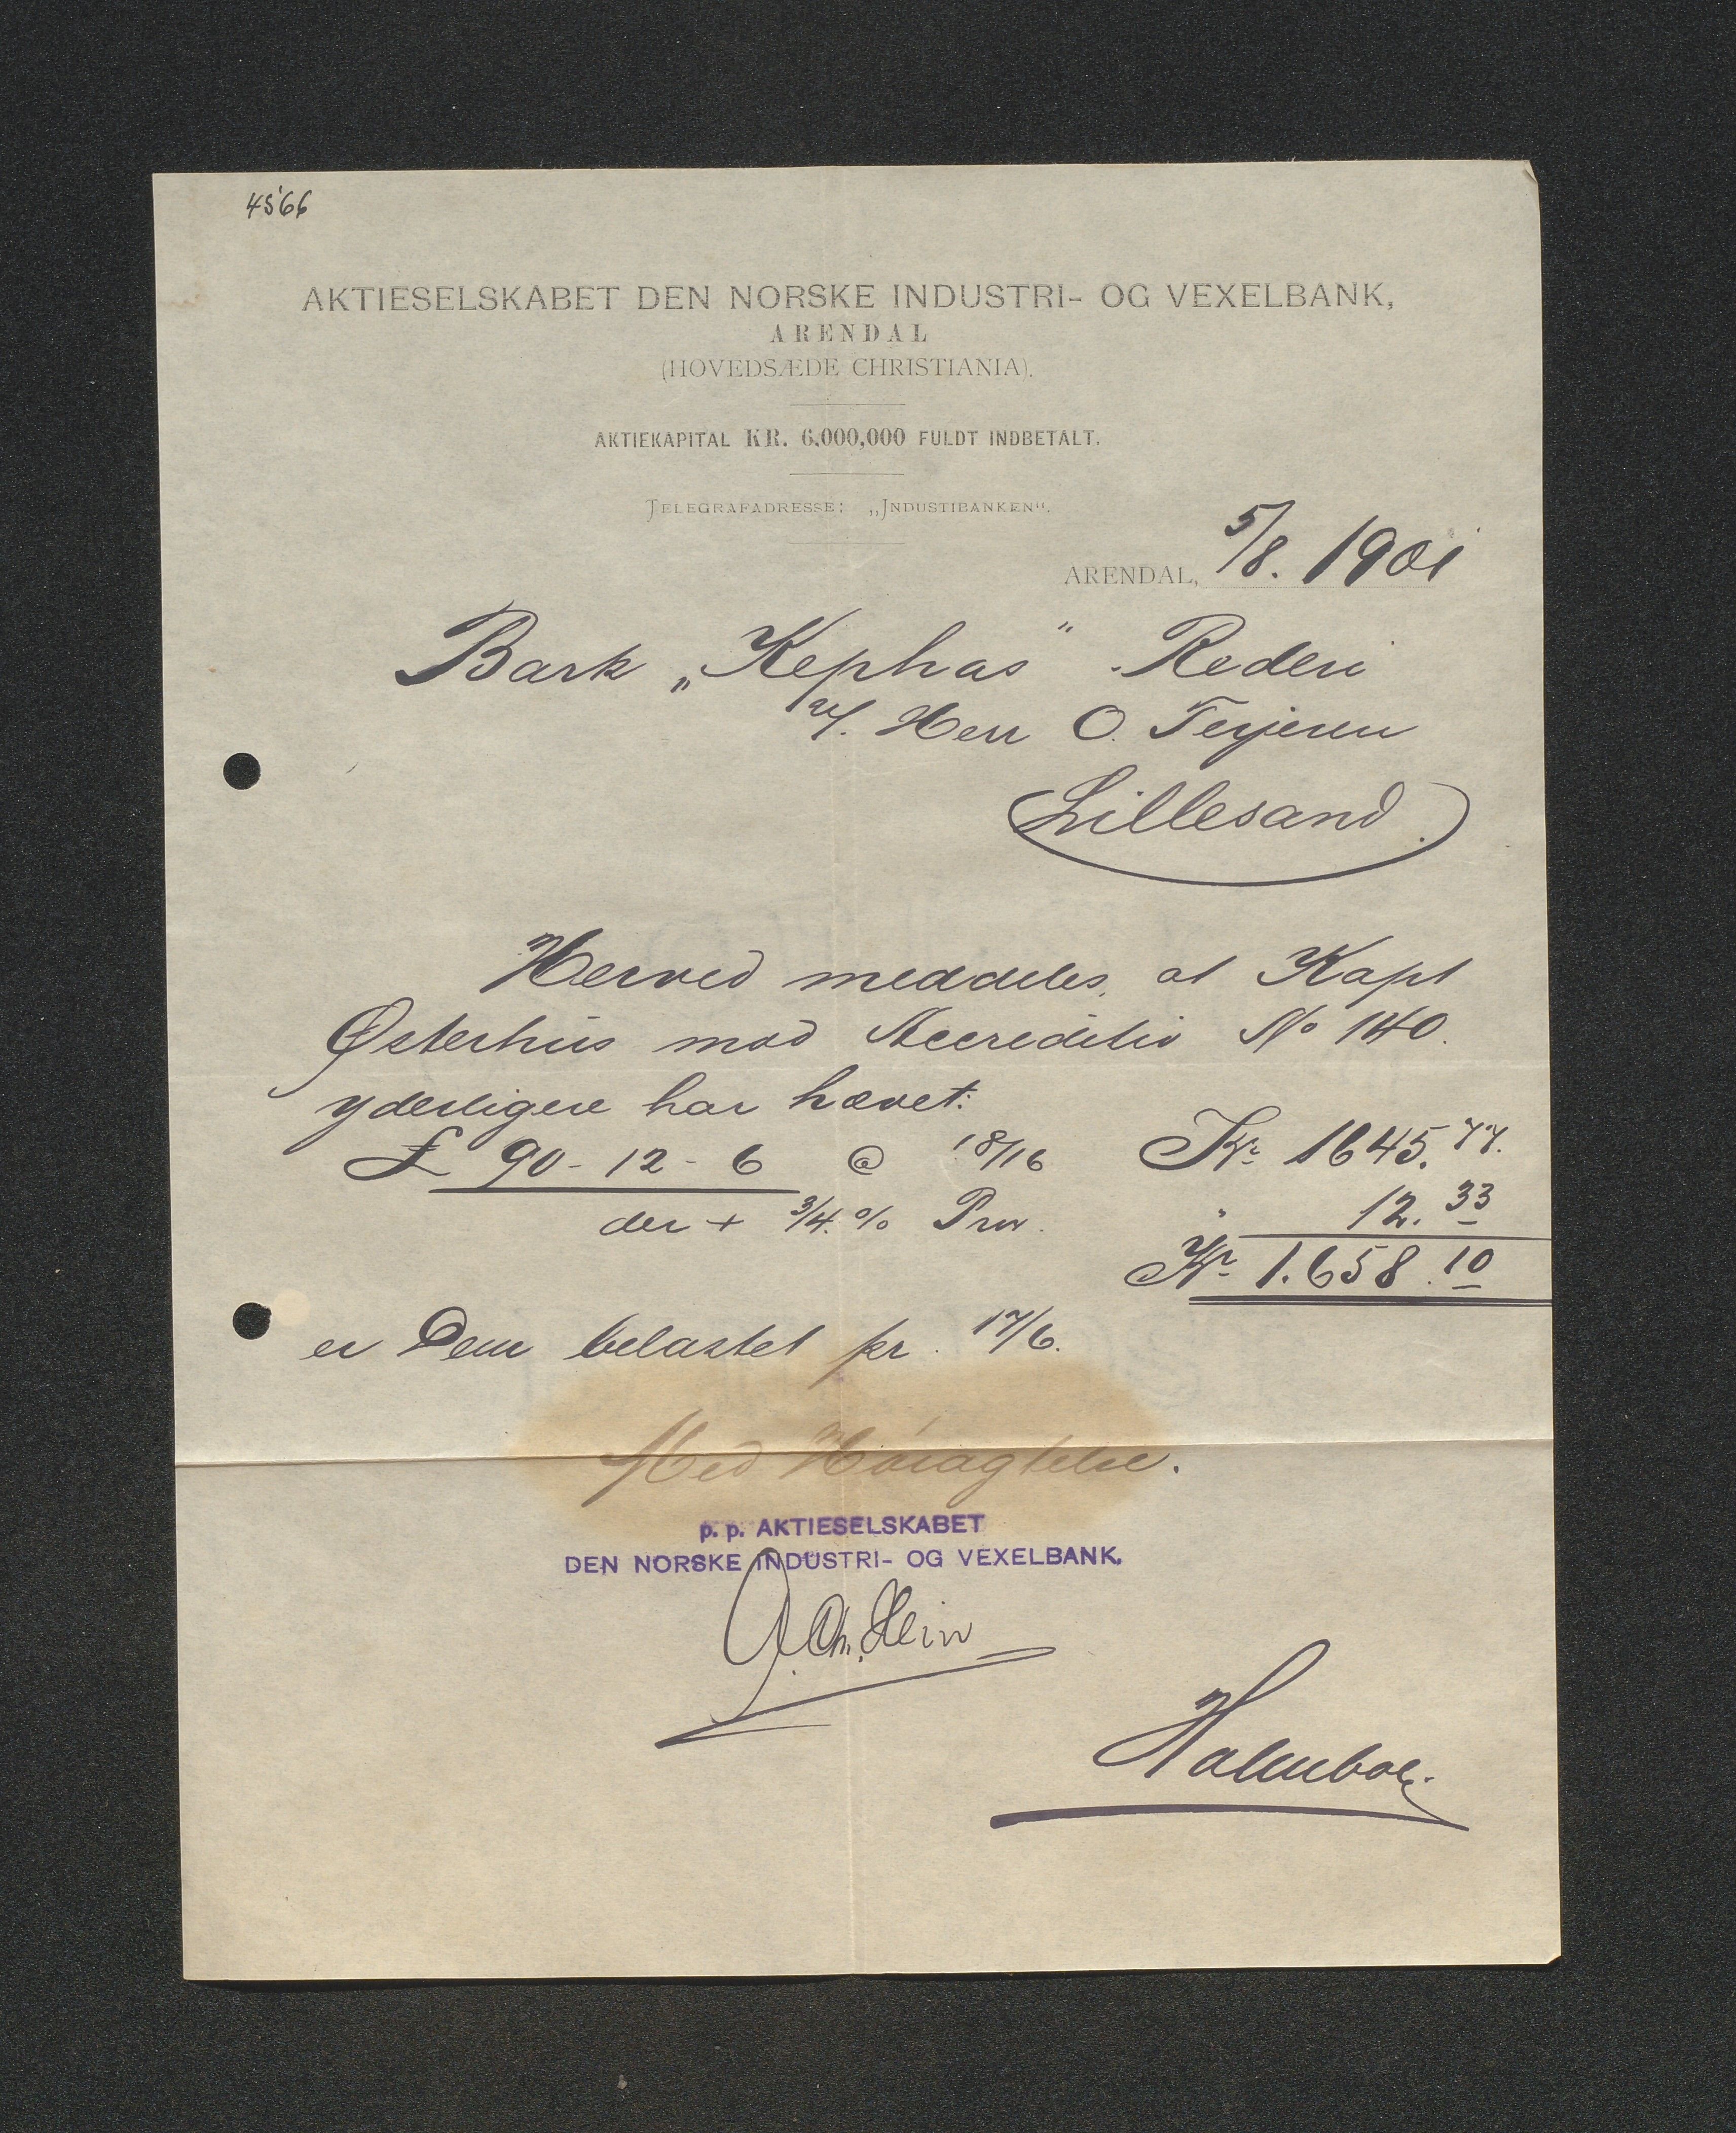 4566
AKTIESELSKABET DEN NORSKE INDUSTRI- OG VEXELBANK,
ARENDAL
(HOVEDSÆDE CHRISTIANIA).
AKTIEKAPITAL KR. 6,000,000 FULDT INDBETALT.
TELEGRAFADRESSE: „INDUSTIBANKEN“.
ARENDAL, 5/8. 1901
Bark „Kephas“ Rederi
v/. Herr O. Terjesen
Lillesand.
Herved meddeles, at Kapt
Østerhus mod Accreditiv No 140.
yderligere har hævet:
£ 90-12-6 @ 18/16 Kr. 1645.77.
der + 3/4 % Prov. " 12.33
Kr. 1.658.10
er Dem belastet pr. 17/6.
Med Høiagtelse.
p. p. AKTIESELSKABET
DEN NORSKE INDUSTRI- OG VEXELBANK.
Chr. Hein
Holmboe